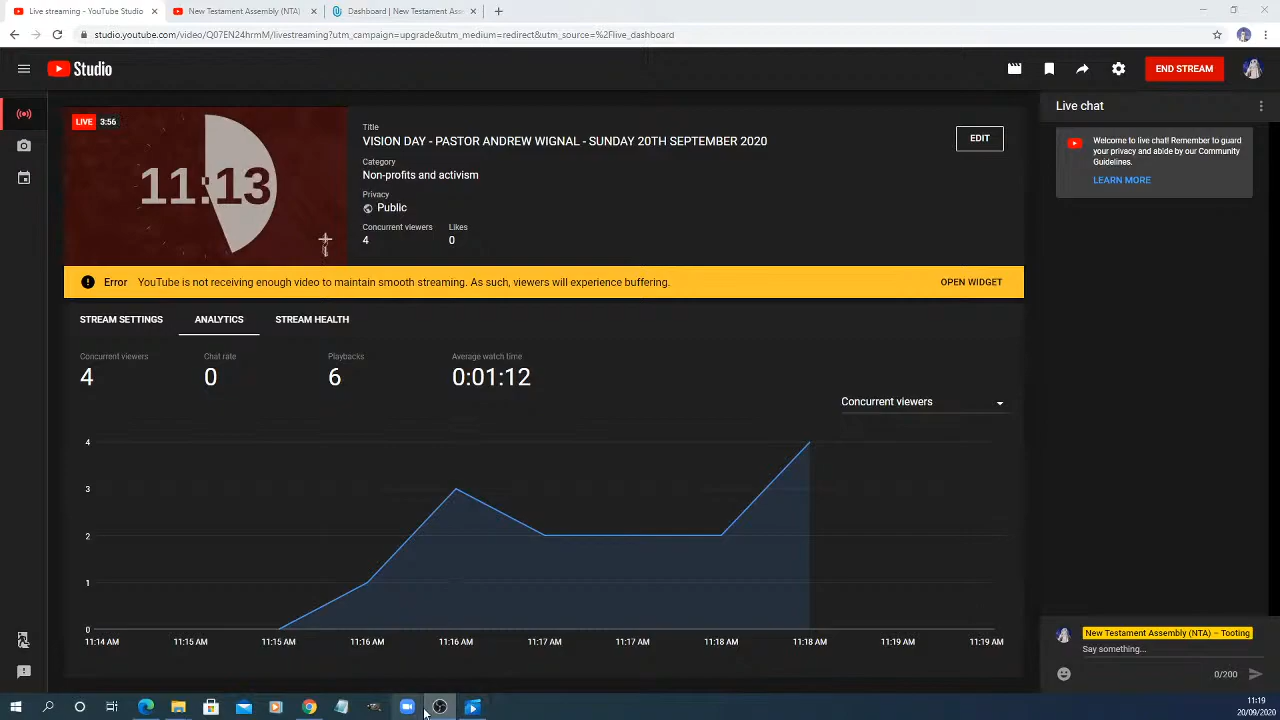 Live streaming - YouTube Studio
New Testament Assembly (NTA)
Dashboard | New Testament Asse
studio.youtube.com/video/Q07EN24hrmM/livestreaming?utm_campaign=upgrade&utm_medium=redirect&utm_source=%2Flive_dashboard
Studio
END STREAM
LIVE 3:56
11:13
Title
VISION DAY - PASTOR ANDREW WIGNAL - SUNDAY 20TH SEPTEMBER 2020
Category
Non-profits and activism
Privacy
Public
Concurrent viewers Likes
4 0
EDIT
Error YouTube is not receiving enough video to maintain smooth streaming. As such, viewers will experience buffering. OPEN WIDGET
STREAM SETTINGS ANALYTICS STREAM HEALTH
Concurrent viewers Chat rate Playbacks Average watch time
4 0 6 0:01:12
Concurrent viewers
4
3
2
1
0
11:14 AM 11:15 AM 11:15 AM 11:16 AM 11:16 AM 11:17 AM 11:17 AM 11:18 AM 11:18 AM 11:19 AM 11:19 AM
Live chat
Welcome to live chat! Remember to guard
your privacy and abide by our Community
Guidelines.
LEARN MORE
New Testament Assembly (NTA) – Tooting
Say something...
0/200
11:19
20/09/2020